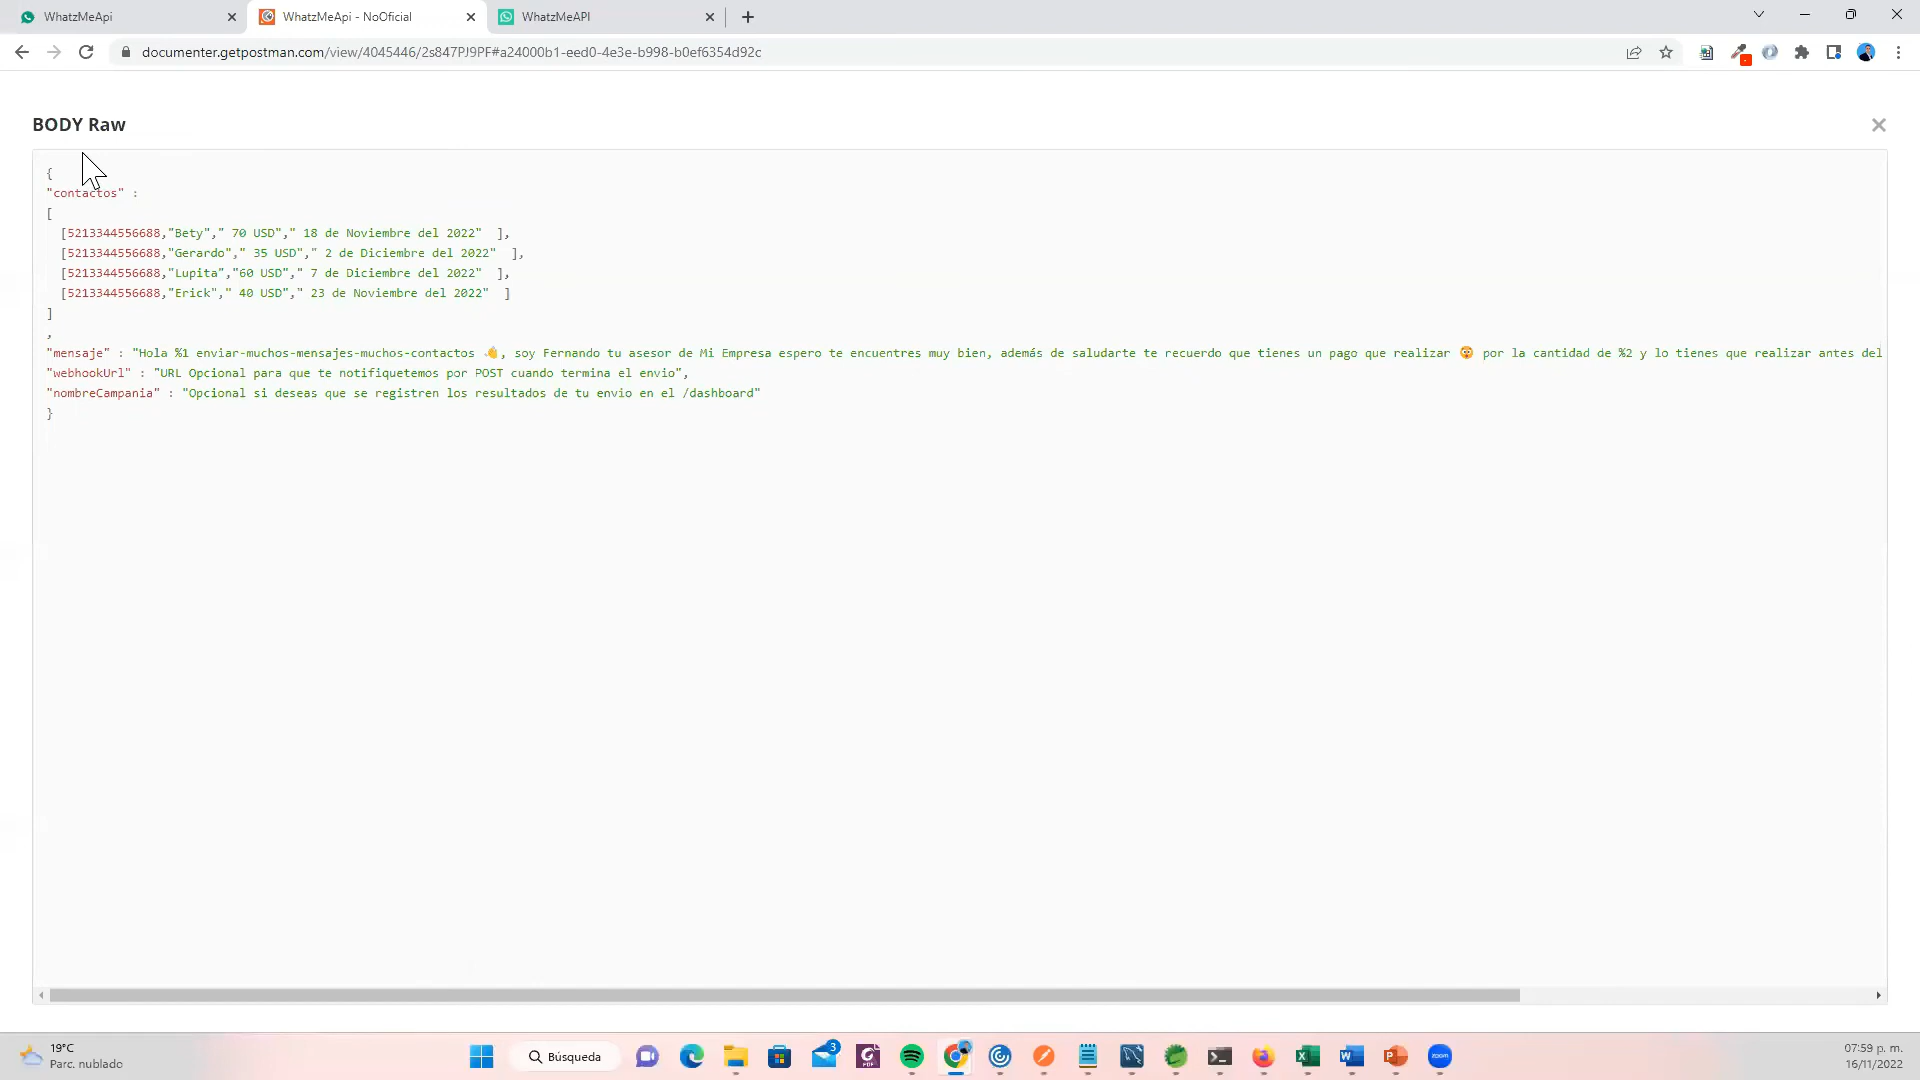 WhatzMeApi
WhatzMeApi - NoOficial
WhatzMeAPI
documenter.getpostman.com/view/4045446/2s847PJ9PF#a24000b1-eed0-4e3e-b998-b0ef6354d92c
BODY Raw
{
"contactos" :
[
[5213344556688,"Bety"," 70 USD"," 18 de Noviembre del 2022"  ],
[5213344556688,"Gerardo"," 35 USD"," 2 de Diciembre del 2022"  ],
[5213344556688,"Lupita","60 USD"," 7 de Diciembre del 2022"  ],
[5213344556688,"Erick"," 40 USD"," 23 de Noviembre del 2022"  ]
]
,
"mensaje" : "Hola %1 enviar-muchos-mensajes-muchos-contactos 👋, soy Fernando tu asesor de Mi Empresa espero te encuentres muy bien, además de saludarte te recuerdo que tienes un pago que realizar 🤯 por la cantidad de %2 y lo tienes que realizar antes del
"webhookUrl" : "URL Opcional para que te notifiquetemos por POST cuando termina el envio",
"nombreCampania" : "Opcional si deseas que se registren los resultados de tu envio en el /dashboard"
}
19°C
Parc. nublado
Búsqueda
3
zoom
07:59 p. m.
16/11/2022